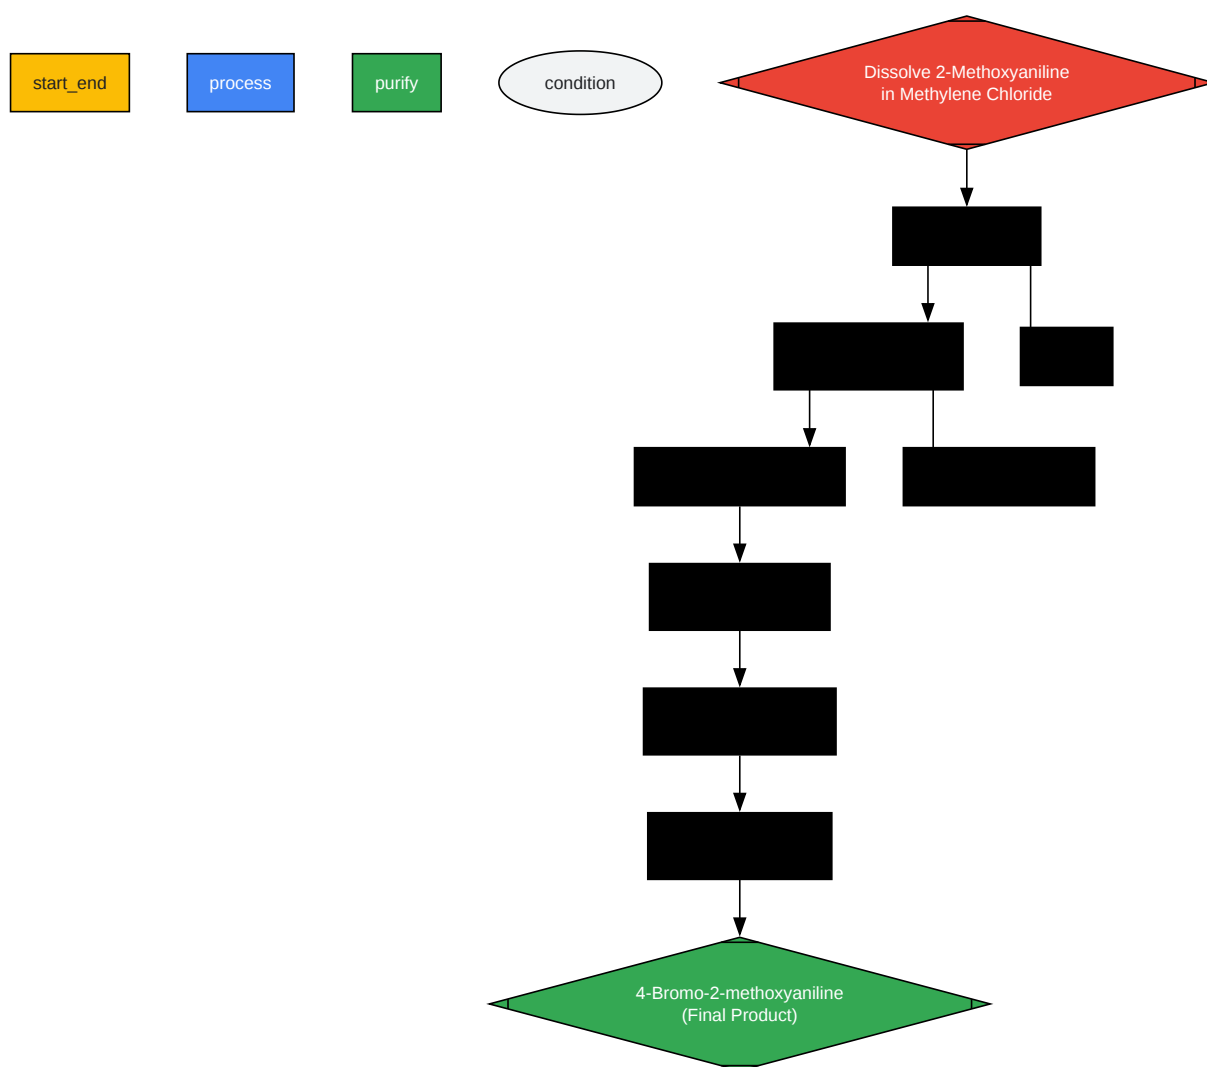 start_end
process
purify
condition
Dissolve 2-Methoxyaniline
in Methylene Chloride
4-Bromo-2-methoxyaniline
(Final Product)